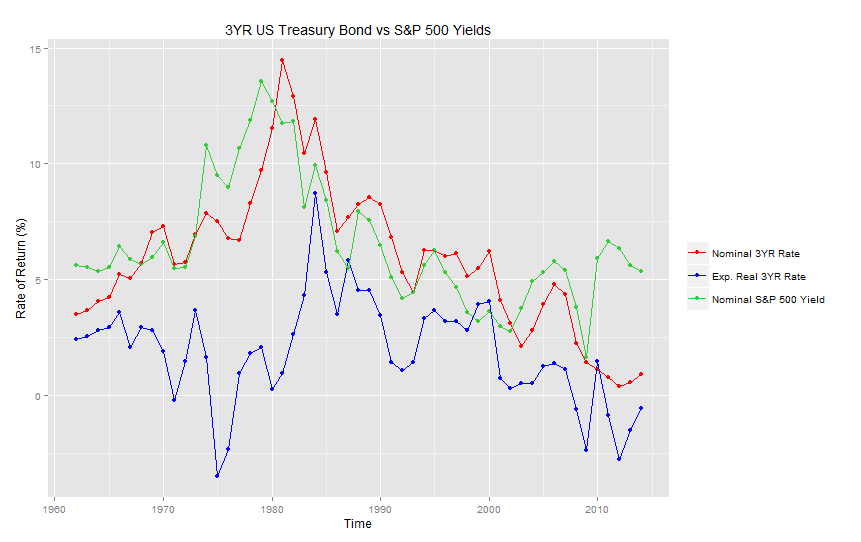 3YR US Treasury Bond vs S&P 500 Yields
15
10
5
0
Rate of Return (%)
1960
1970
1980
1990
2000
2010
Time
Nominal 3YR Rate
Exp. Real 3YR Rate
Nominal S&P 500 Yield